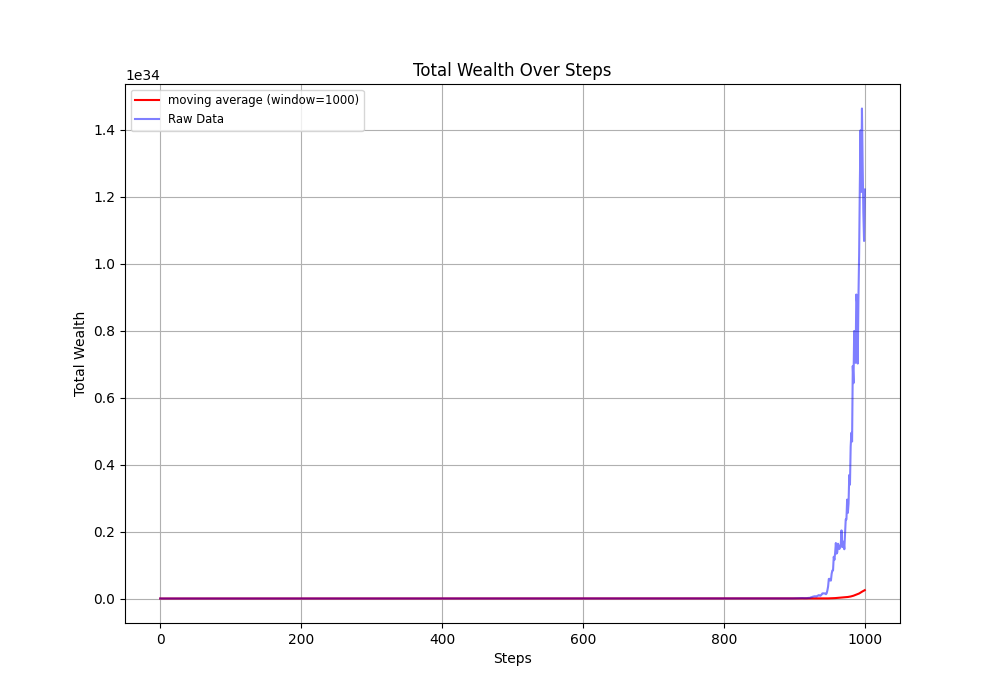 Total Wealth Over Steps
1e34
moving average (window=1000)
Raw Data
1.4
1.2
1.0
0.8
0.6
0.4
0.2
0.0
Total Wealth
0 200 400 600 800 1000
Steps